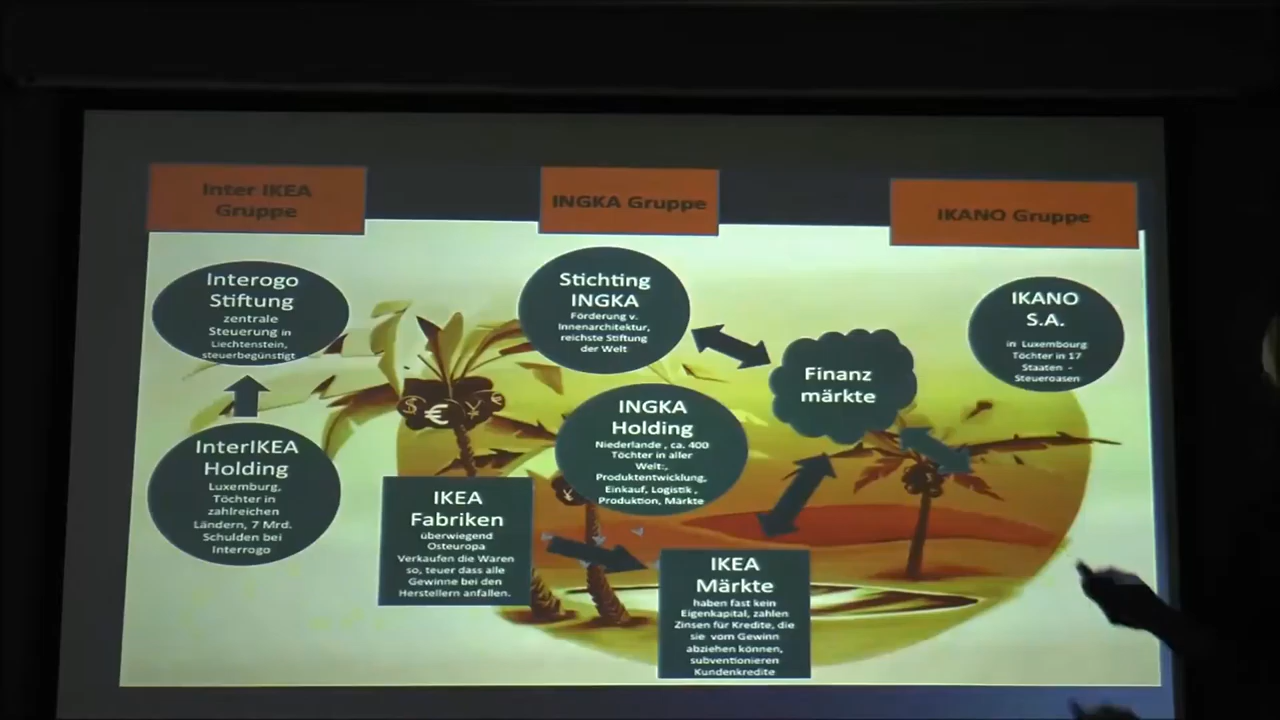 Inter IKEA
Gruppe
INGKA Gruppe
IKANO Gruppe
Interogo
Stiftung
zentrale
Steuerung in
Liechtenstein,
steuerbegünstigt
InterIKEA
Holding
Luxemburg,
Töchter in
zahlreichen
Ländern, 7 Mrd.
Schulden bei
Interogo
$ € ¥ €
IKEA
Fabriken
überwiegend
Osteuropa
Verkaufen die Waren
so, teuer dass alle
Gewinne bei den
Herstellern anfallen.
Stichting
INGKA
Förderung v.
Innenarchitektur,
reichste Stiftung
der Welt
INGKA
Holding
Niederlande , ca. 400
Töchter in aller
Welt:,
Produktentwicklung,
Einkauf, Logistik ,
Produktion, Märkte
IKEA
Märkte
haben fast kein
Eigenkapital, zahlen
Zinsen für Kredite, die
sie vom Gewinn
abziehen können,
subventionieren
Kundenkredite
Finanz
märkte
IKANO
S.A.
in Luxembourg
Töchter in 17
Staaten -
Steueroasen